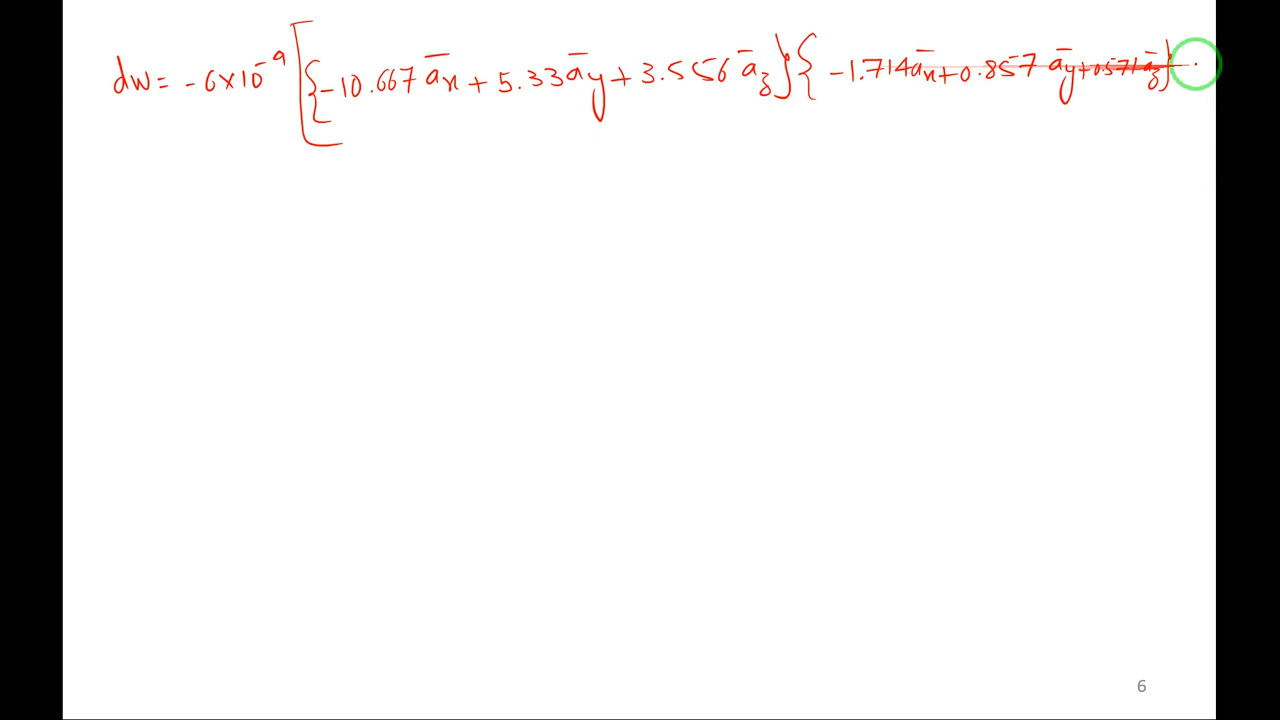 dw = - 6×10⁻⁹ [{-10.667 āx + 5.33 āy + 3.556 āz}{-1.714 āx + 0.857 āy + 0.571 āz} .
6